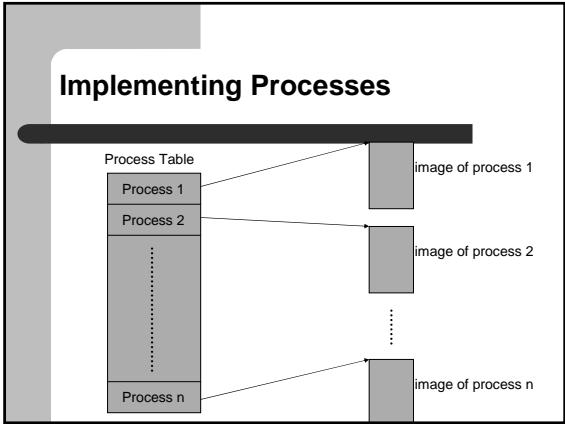 Implementing Processes
Process Table
Process 1
Process 2
Process n
image of process 1
image of process 2
image of process n